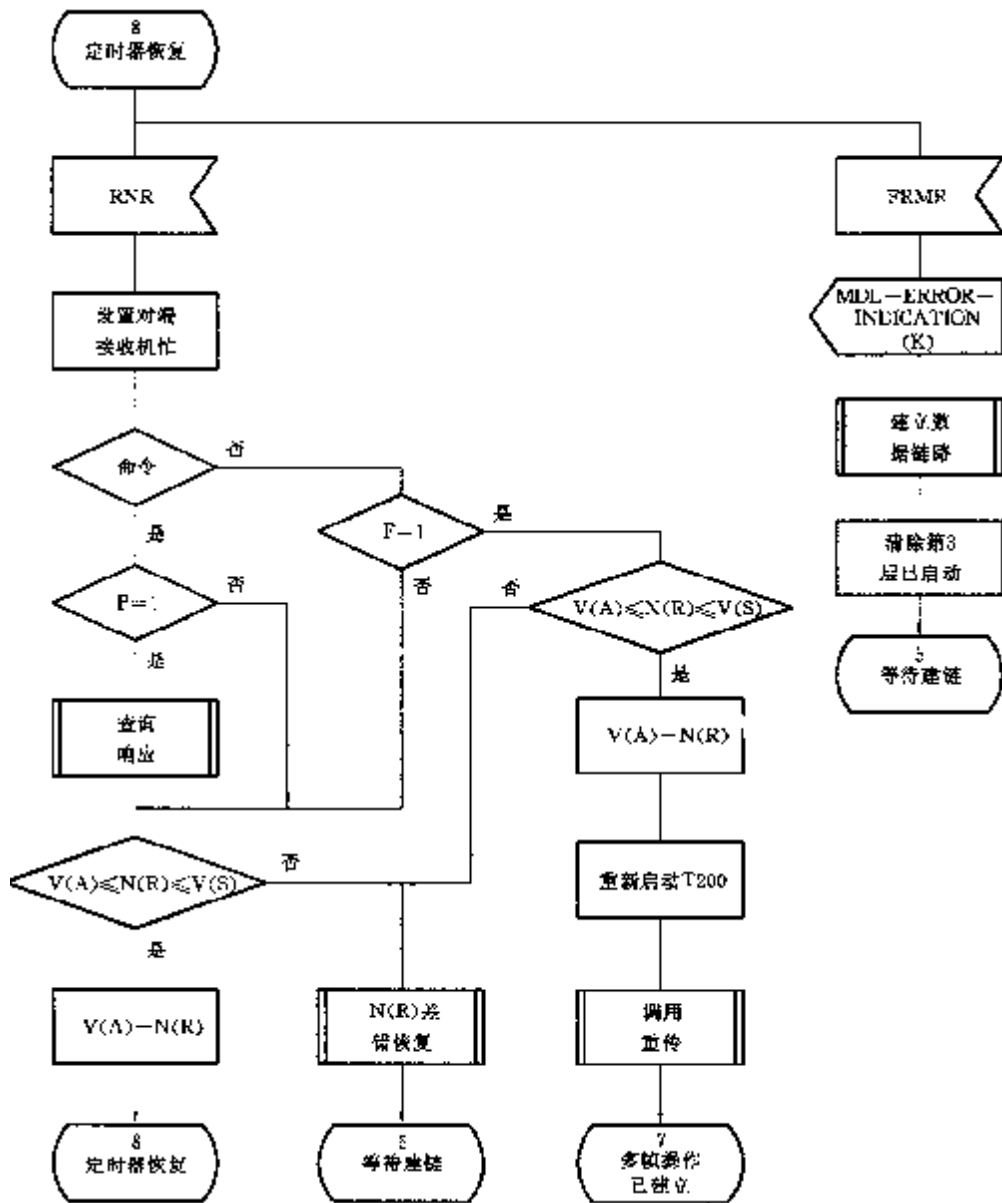 8
定时器恢复
RNR
FRMR
设置对端
接收机忙
MDL-ERROR-
INDICATION
(K)
建立数
据链路
命令
否
是
F=1
是
否
清除第3
层已启动
P=1
否
是
V(A)≤N(R)≤V(S)
否
是
5
等待建链
查询
响应
V(A)-N(R)
V(A)≤N(R)≤V(S)
否
是
重新启动T200
V(A)-N(R)
N(R)差
错恢复
调用
重传
8
定时器恢复
5
等待建链
7
多帧操作
已建立